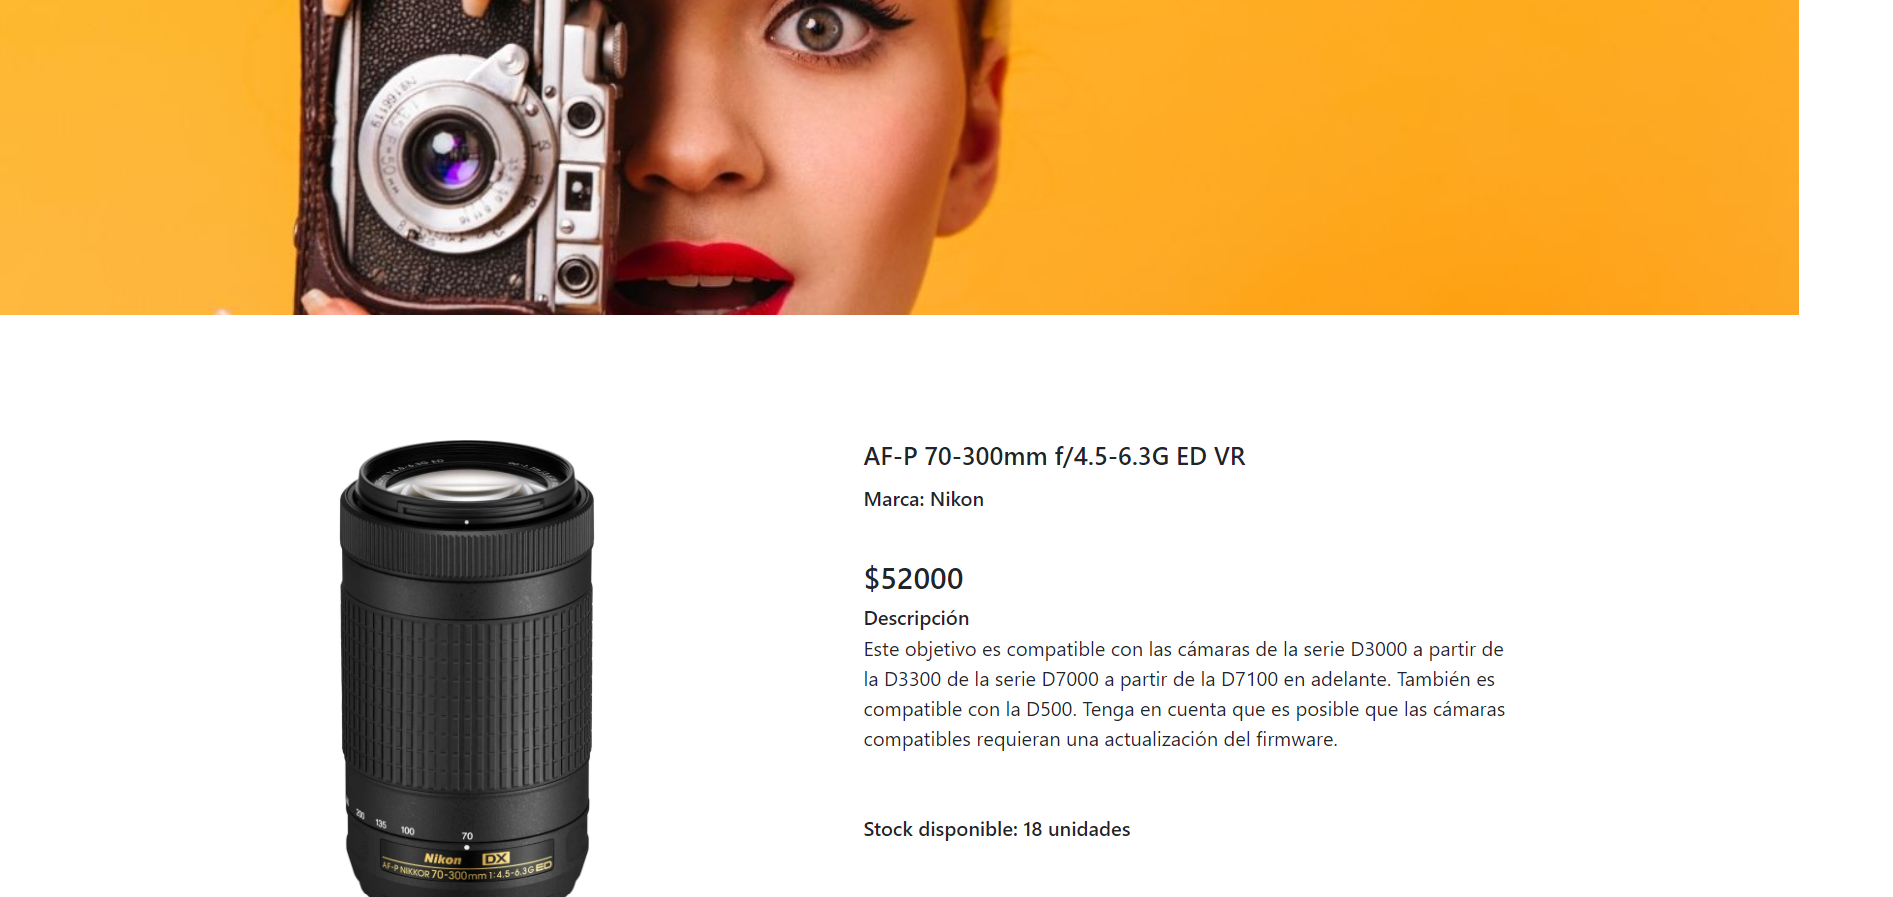 AF-P 70-300mm f/4.5-6.3G ED VR
Marca: Nikon
$52000
Descripción
Este objetivo es compatible con las cámaras de la serie D3000 a partir de
la D3300 de la serie D7000 a partir de la D7100 en adelante. También es
compatible con la D500. Tenga en cuenta que es posible que las cámaras
compatibles requieran una actualización del firmware.
Stock disponible: 18 unidades
200 135 100 70
Nikon DX
AF-P NIKKOR 70-300mm 1:4.5-6.3G ED